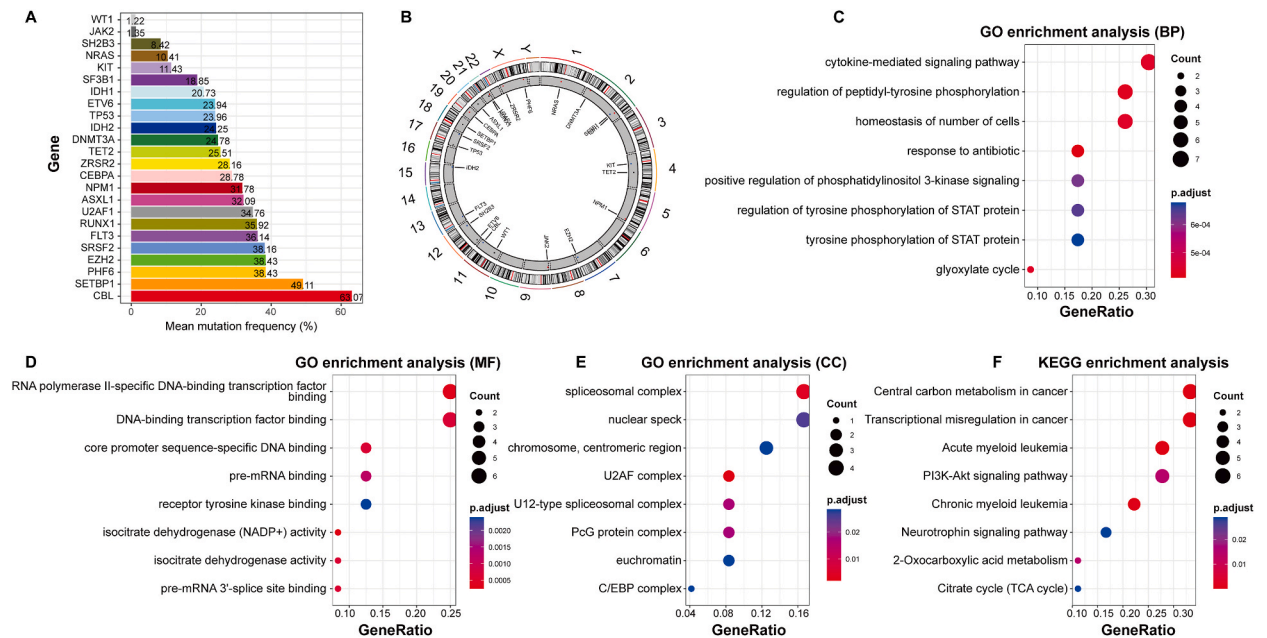 A
Gene
WT1 1.22
JAK2 1.35
SH2B3 8.42
NRAS 10.41
KIT 11.43
SF3B1 18.85
IDH1 20.73
ETV6 23.94
TP53 23.96
IDH2 24.25
DNMT3A 24.78
TET2 25.51
ZRSR2 28.16
CEBPA 28.78
NPM1 31.78
ASXL1 32.09
U2AF1 34.76
RUNX1 35.92
FLT3 36.14
SRSF2 38.16
EZH2 38.43
PHF6 38.43
SETBP1 49.11
CBL 63.07
0 20 40 60
Mean mutation frequency (%)
B
1
2
3
4
5
6
7
8
9
10
11
12
13
14
15
16
17
18
19
20
21
22
X
Y
NRAS
DNMT3A
KIT
TET2
NPM1
EZH2
JAK2
WT1
CBL
ETV6
SH2B3
FLT3
IDH2
TP53
SRSF2
SETBP1
CEBPA
ASXL1
ZRSR2
PHF6
C
GO enrichment analysis (BP)
cytokine-mediated signaling pathway
regulation of peptidyl-tyrosine phosphorylation
homeostasis of number of cells
response to antibiotic
positive regulation of phosphatidylinositol 3-kinase signaling
regulation of tyrosine phosphorylation of STAT protein
tyrosine phosphorylation of STAT protein
glyoxylate cycle
0.10 0.15 0.20 0.25 0.30
GeneRatio
Count
2
3
4
5
6
7
p.adjust
5e-04
5e-04
D
GO enrichment analysis (MF)
RNA polymerase II-specific DNA-binding transcription factor
binding
DNA-binding transcription factor binding
core promoter sequence-specific DNA binding
pre-mRNA binding
receptor tyrosine kinase binding
isocitrate dehydrogenase (NADP+) activity
isocitrate dehydrogenase activity
pre-mRNA 3'-splice site binding
0.10 0.15 0.20 0.25
GeneRatio
Count
2
3
4
5
6
p.adjust
0.0020
0.0015
0.0010
0.0005
E
GO enrichment analysis (CC)
spliceosomal complex
nuclear speck
chromosome, centromeric region
U2AF complex
U12-type spliceosomal complex
PcG protein complex
euchromatin
C/EBP complex
0.04 0.08 0.12 0.16
GeneRatio
Count
1
2
3
4
p.adjust
0.02
0.01
F
KEGG enrichment analysis
Central carbon metabolism in cancer
Transcriptional misregulation in cancer
Acute myeloid leukemia
PI3K-Akt signaling pathway
Chronic myeloid leukemia
Neurotrophin signaling pathway
2-Oxocarboxylic acid metabolism
Citrate cycle (TCA cycle)
0.10 0.15 0.20 0.25 0.30
GeneRatio
Count
2
3
4
5
6
p.adjust
0.02
0.01